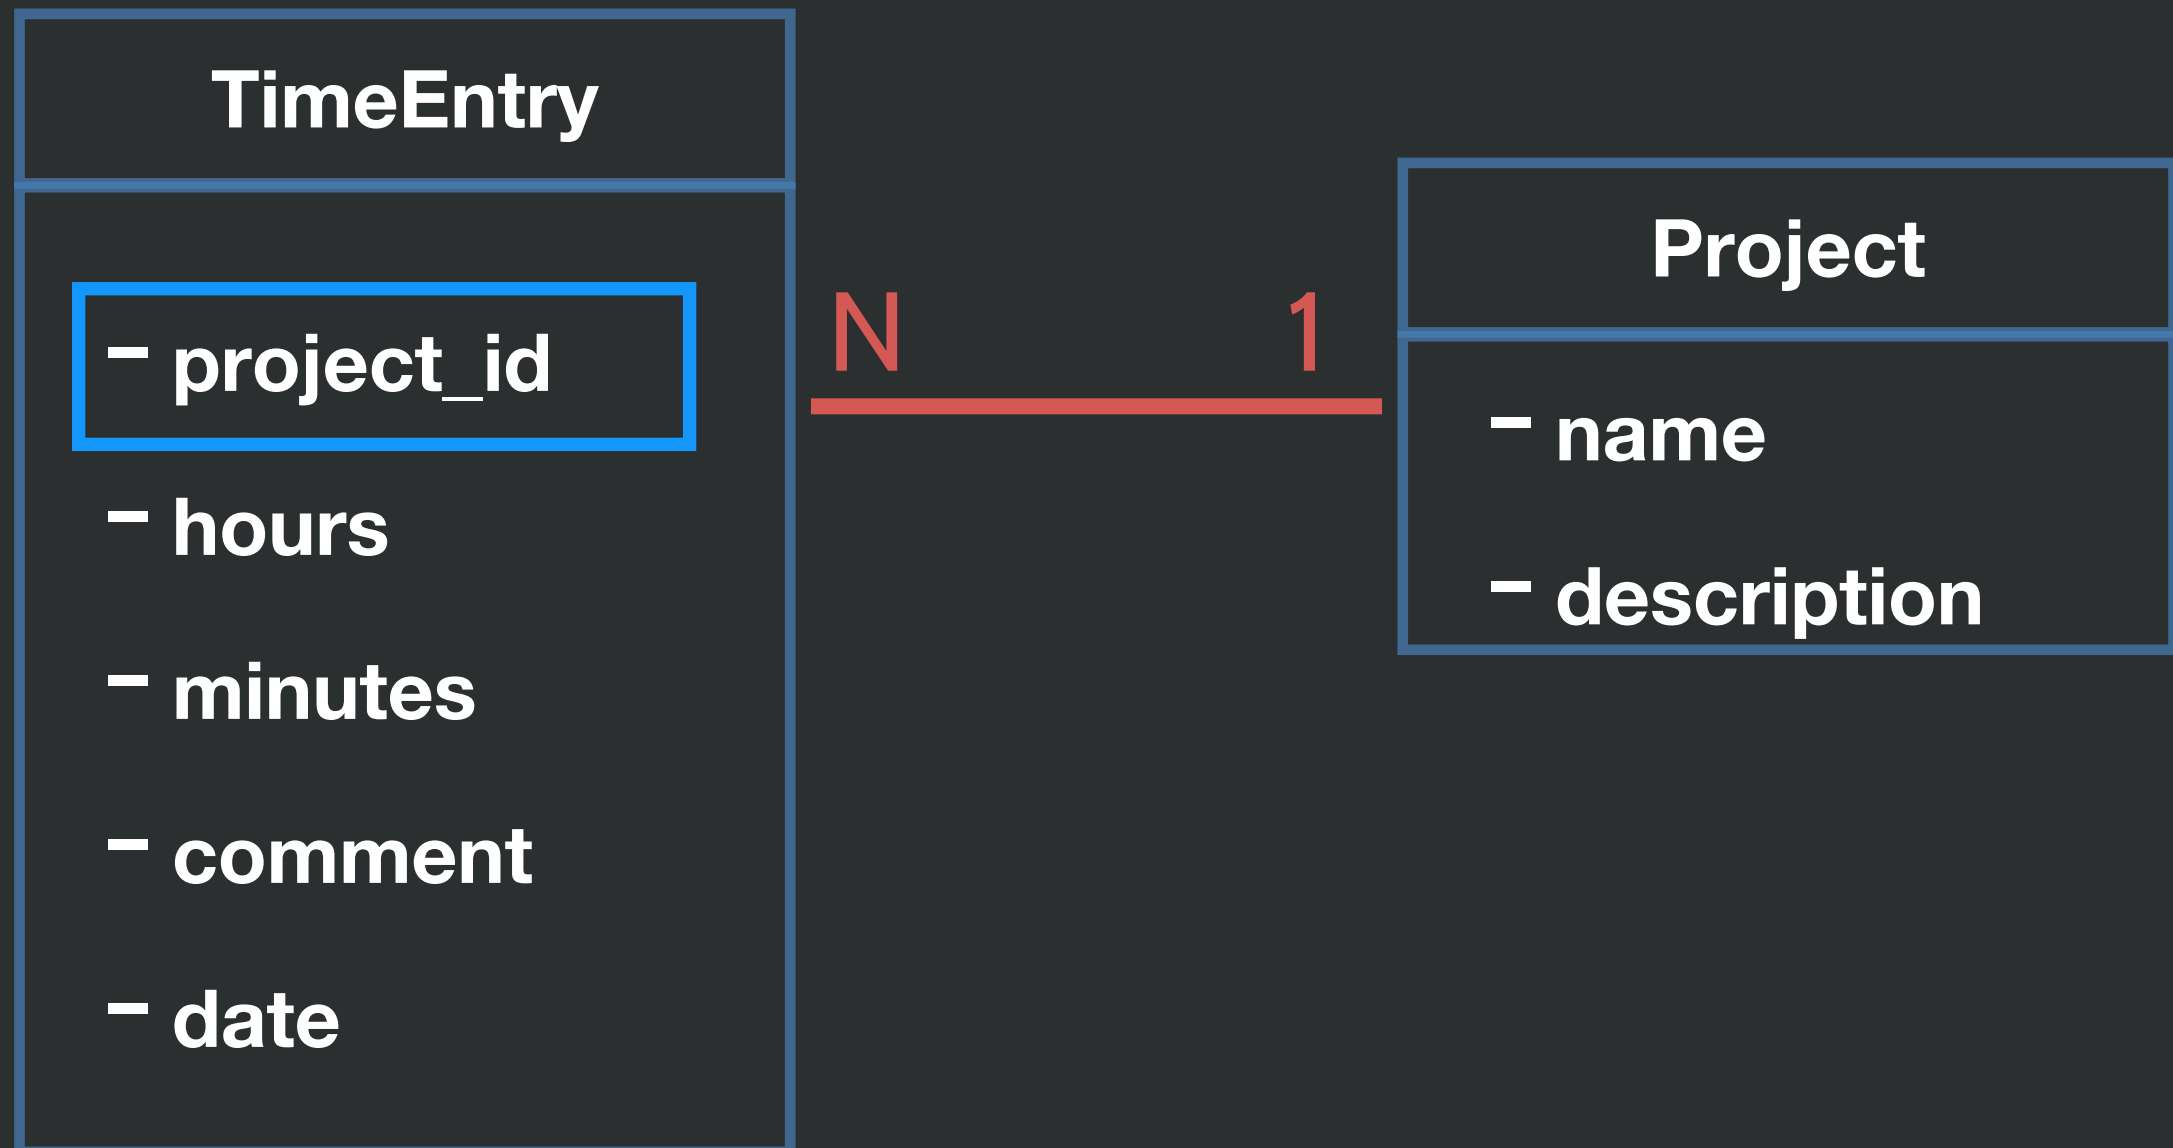 TimeEntry
- project_id
- hours
- minutes
- comment
- date
N 1
Project
- name
- description